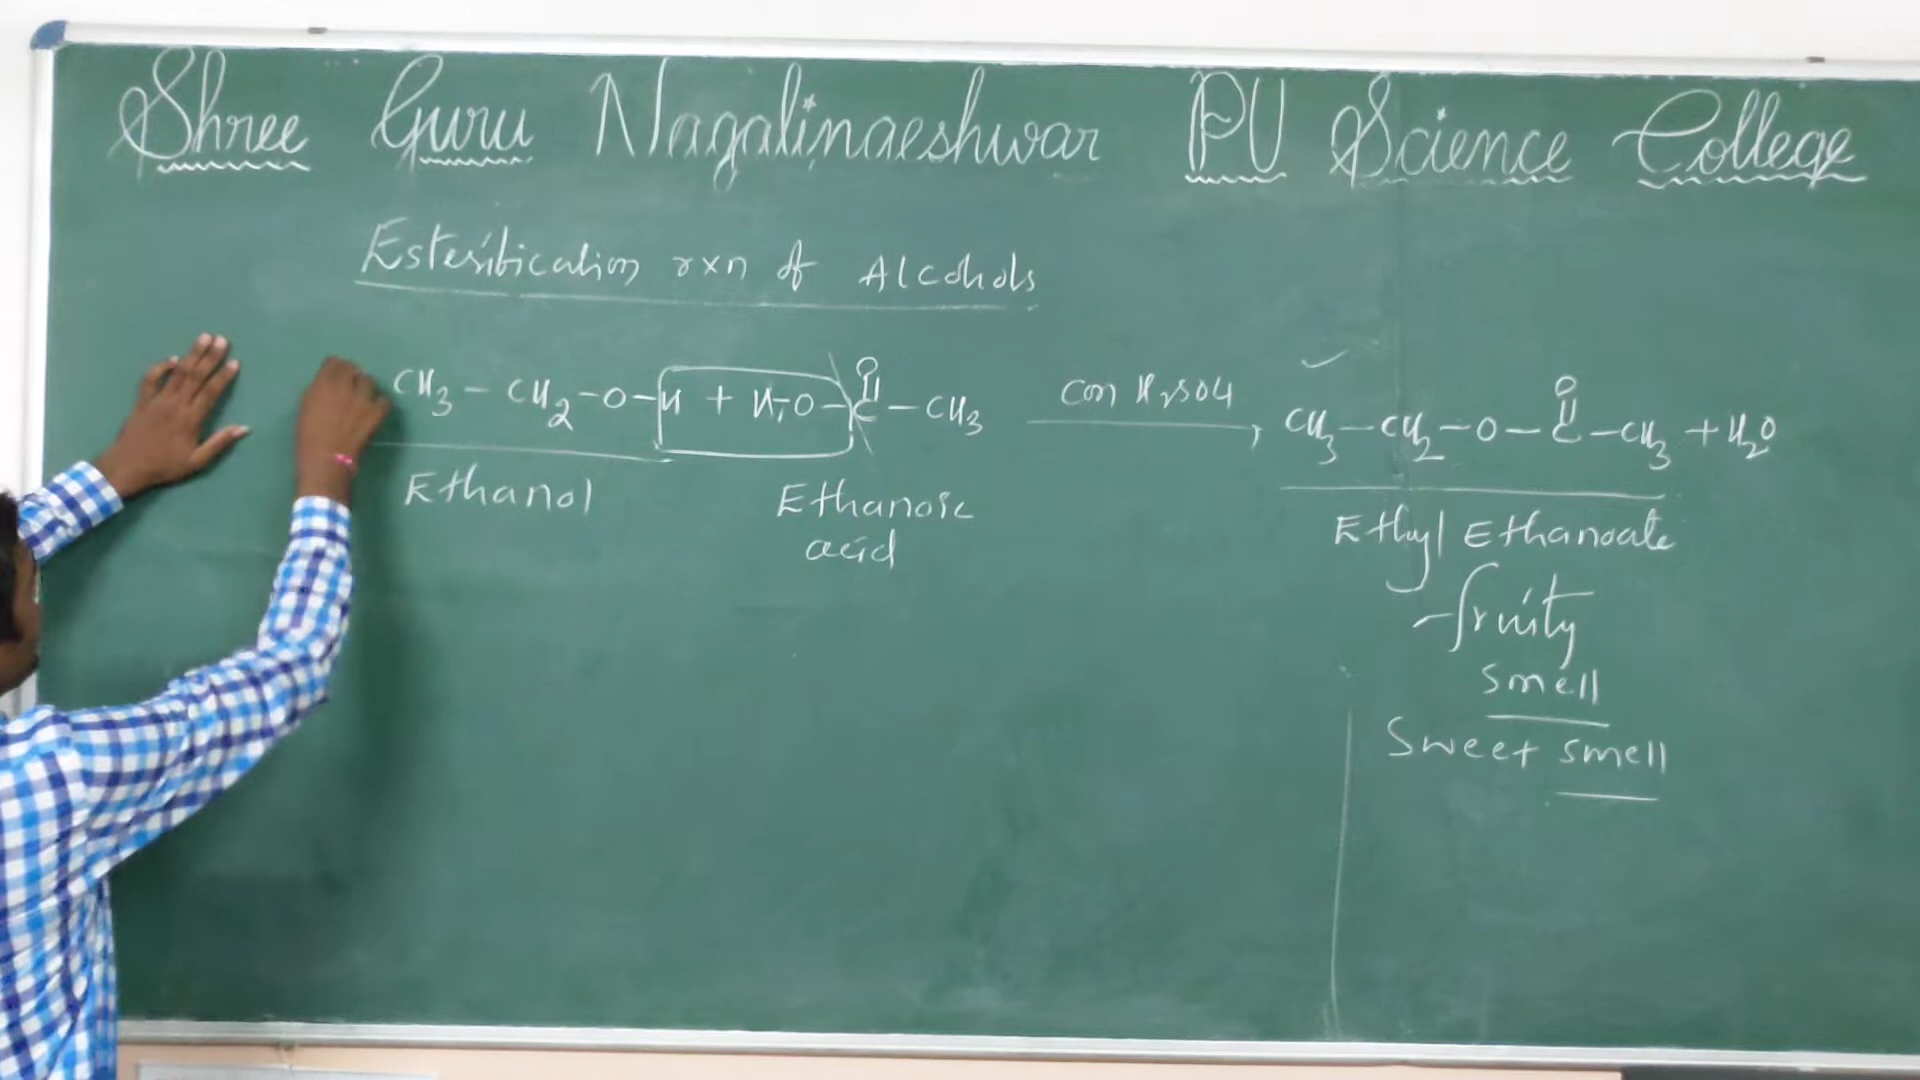 Shree Guru Nagalingeshwar PU Science College
Esterification rxn of Alcohols
O O
CH3 - CH2 - O - H + H - O - C - CH3 con H2SO4 CH3 - CH2 - O - C - CH3 + H2O
Ethanol Ethanoic acid Ethyl Ethanoate
- fruity
smell
Sweet smell